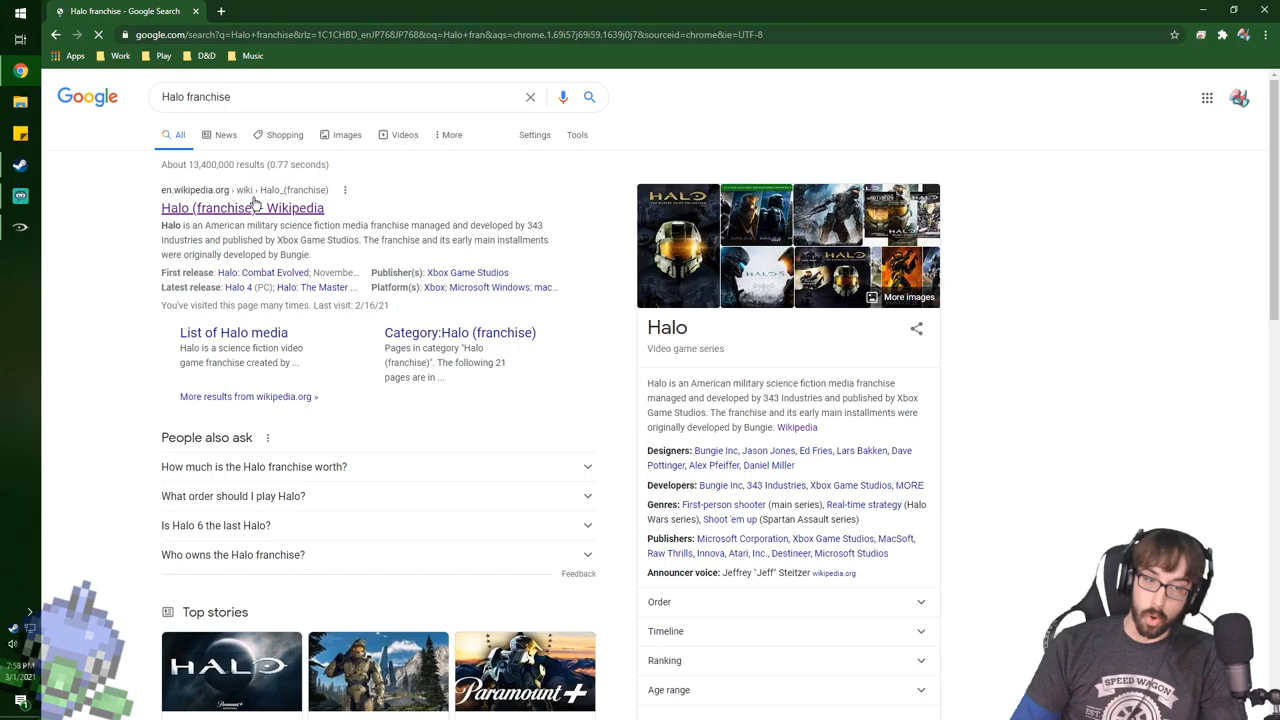 Halo - Google Search
google.com/search?q=Halo+franchise&rlz=1C1CHBD_enJP768JP768&oq=Halo+fran&aqs=chrome.1.69i57j69i59.1639j0j7&sourceid=chrome&ie=UTF-8
Apps Work Play D&D Music
Google
Halo franchise
All News Shopping Images Videos More Settings Tools
About 13,400,000 results (0.77 seconds)
en.wikipedia.org › wiki › Halo_(franchise)
Halo (franchise) - Wikipedia
Halo is an American military science fiction media franchise managed and developed by 343
Industries and published by Xbox Game Studios. The franchise and its early main installments
were originally developed by Bungie.
First release: Halo: Combat Evolved; Novembe... Publisher(s): Xbox Game Studios
Latest release: Halo 4 (PC); Halo: The Master ... Platform(s): Xbox; Microsoft Windows; mac...
You've visited this page many times. Last visit: 2/16/21
List of Halo media
Halo is a science fiction video
game franchise created by ...
Category:Halo (franchise)
Pages in category "Halo
(franchise)". The following 21
pages are in ...
More results from wikipedia.org »
People also ask
How much is the Halo franchise worth?
What order should I play Halo?
Is Halo 6 the last Halo?
Who owns the Halo franchise?
Feedback
Top stories
HALO
Paramount+
Paramount+
HALO
More images
Halo
Video game series
Halo is an American military science fiction media franchise
managed and developed by 343 Industries and published by Xbox
Game Studios. The franchise and its early main installments were
originally developed by Bungie. Wikipedia
Designers: Bungie Inc, Jason Jones, Ed Fries, Lars Bakken, Dave
Pottinger, Alex Pfeiffer, Daniel Miller
Developers: Bungie Inc, 343 Industries, Xbox Game Studios, MORE
Genres: First-person shooter (main series), Real-time strategy (Halo
Wars series), Shoot 'em up (Spartan Assault series)
Publishers: Microsoft Corporation, Xbox Game Studios, MacSoft,
Raw Thrills, Innova, Atari, Inc., Destineer, Microsoft Studios
Announcer voice: Jeffrey "Jeff" Steitzer wikipedia.org
Order
Timeline
Ranking
Age range
7:58 PM
3/1/2021
SPEED WAGON